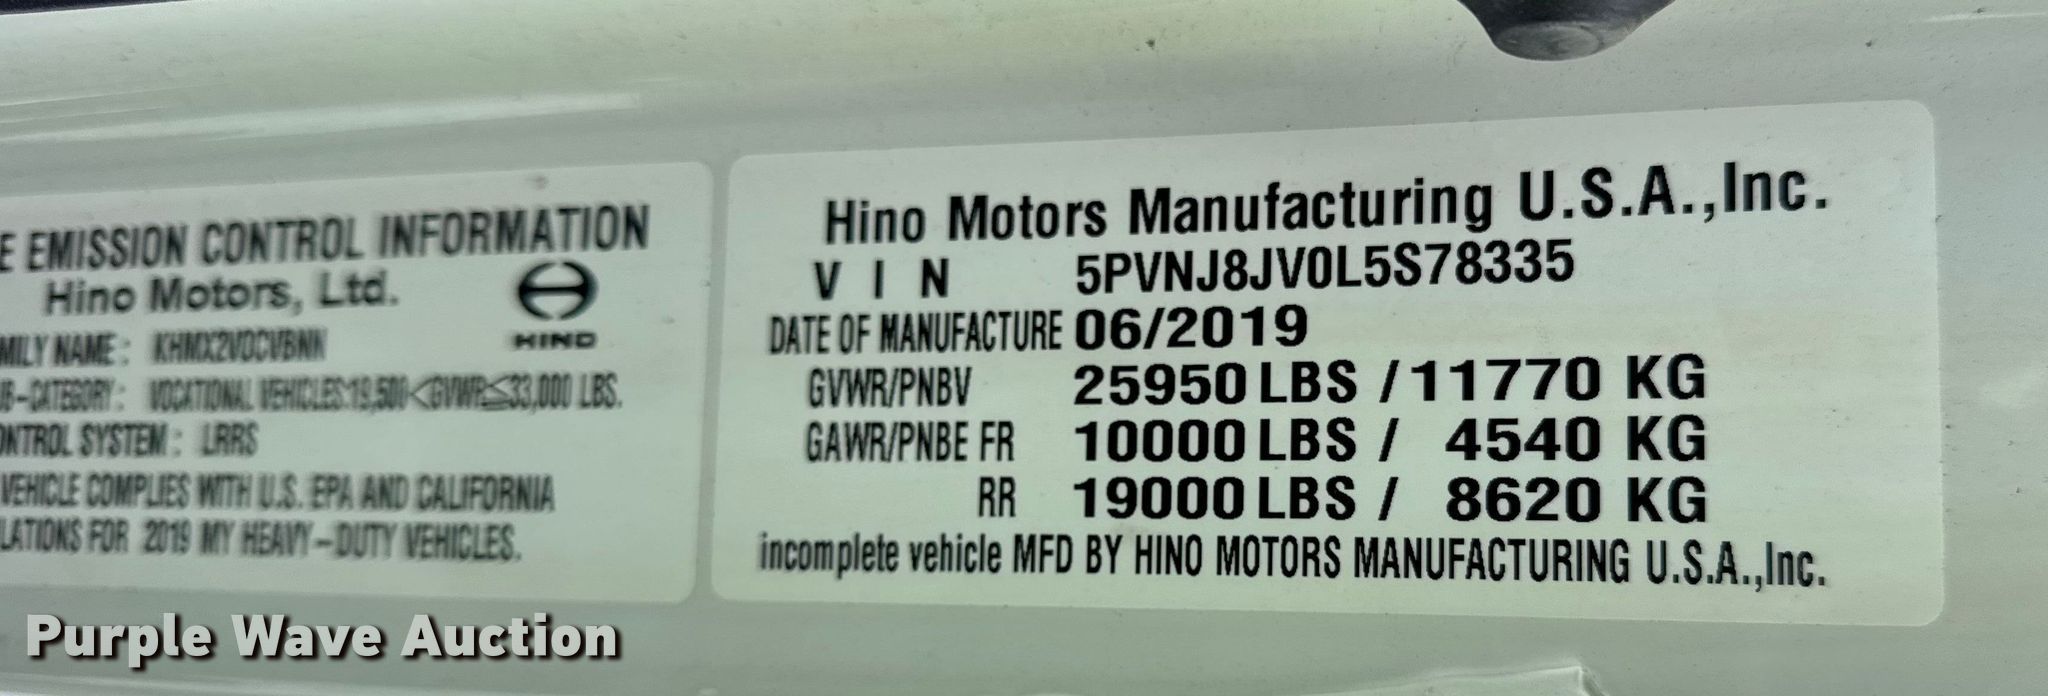 E EMISSION CONTROL INFORMATION
Hino Motors, Ltd.
HINO
MILY NAME : KHMX2V0CVBNN
B-CATEGORY : VOCATIONAL VEHICLES:19,500<GVWR≦33,000 LBS.
ONTROL SYSTEM : LRRS
VEHICLE COMPLIES WITH U.S. EPA AND CALIFORNIA
LATIONS FOR 2019 MY HEAVY-DUTY VEHICLES.
Hino Motors Manufacturing U.S.A.,Inc.
V I N 5PVNJ8JV0L5S78335
DATE OF MANUFACTURE 06/2019
GVWR/PNBV 25950 LBS / 11770 KG
GAWR/PNBE FR 10000 LBS / 4540 KG
RR 19000 LBS / 8620 KG
incomplete vehicle MFD BY HINO MOTORS MANUFACTURING U.S.A.,Inc.
Purple Wave Auction